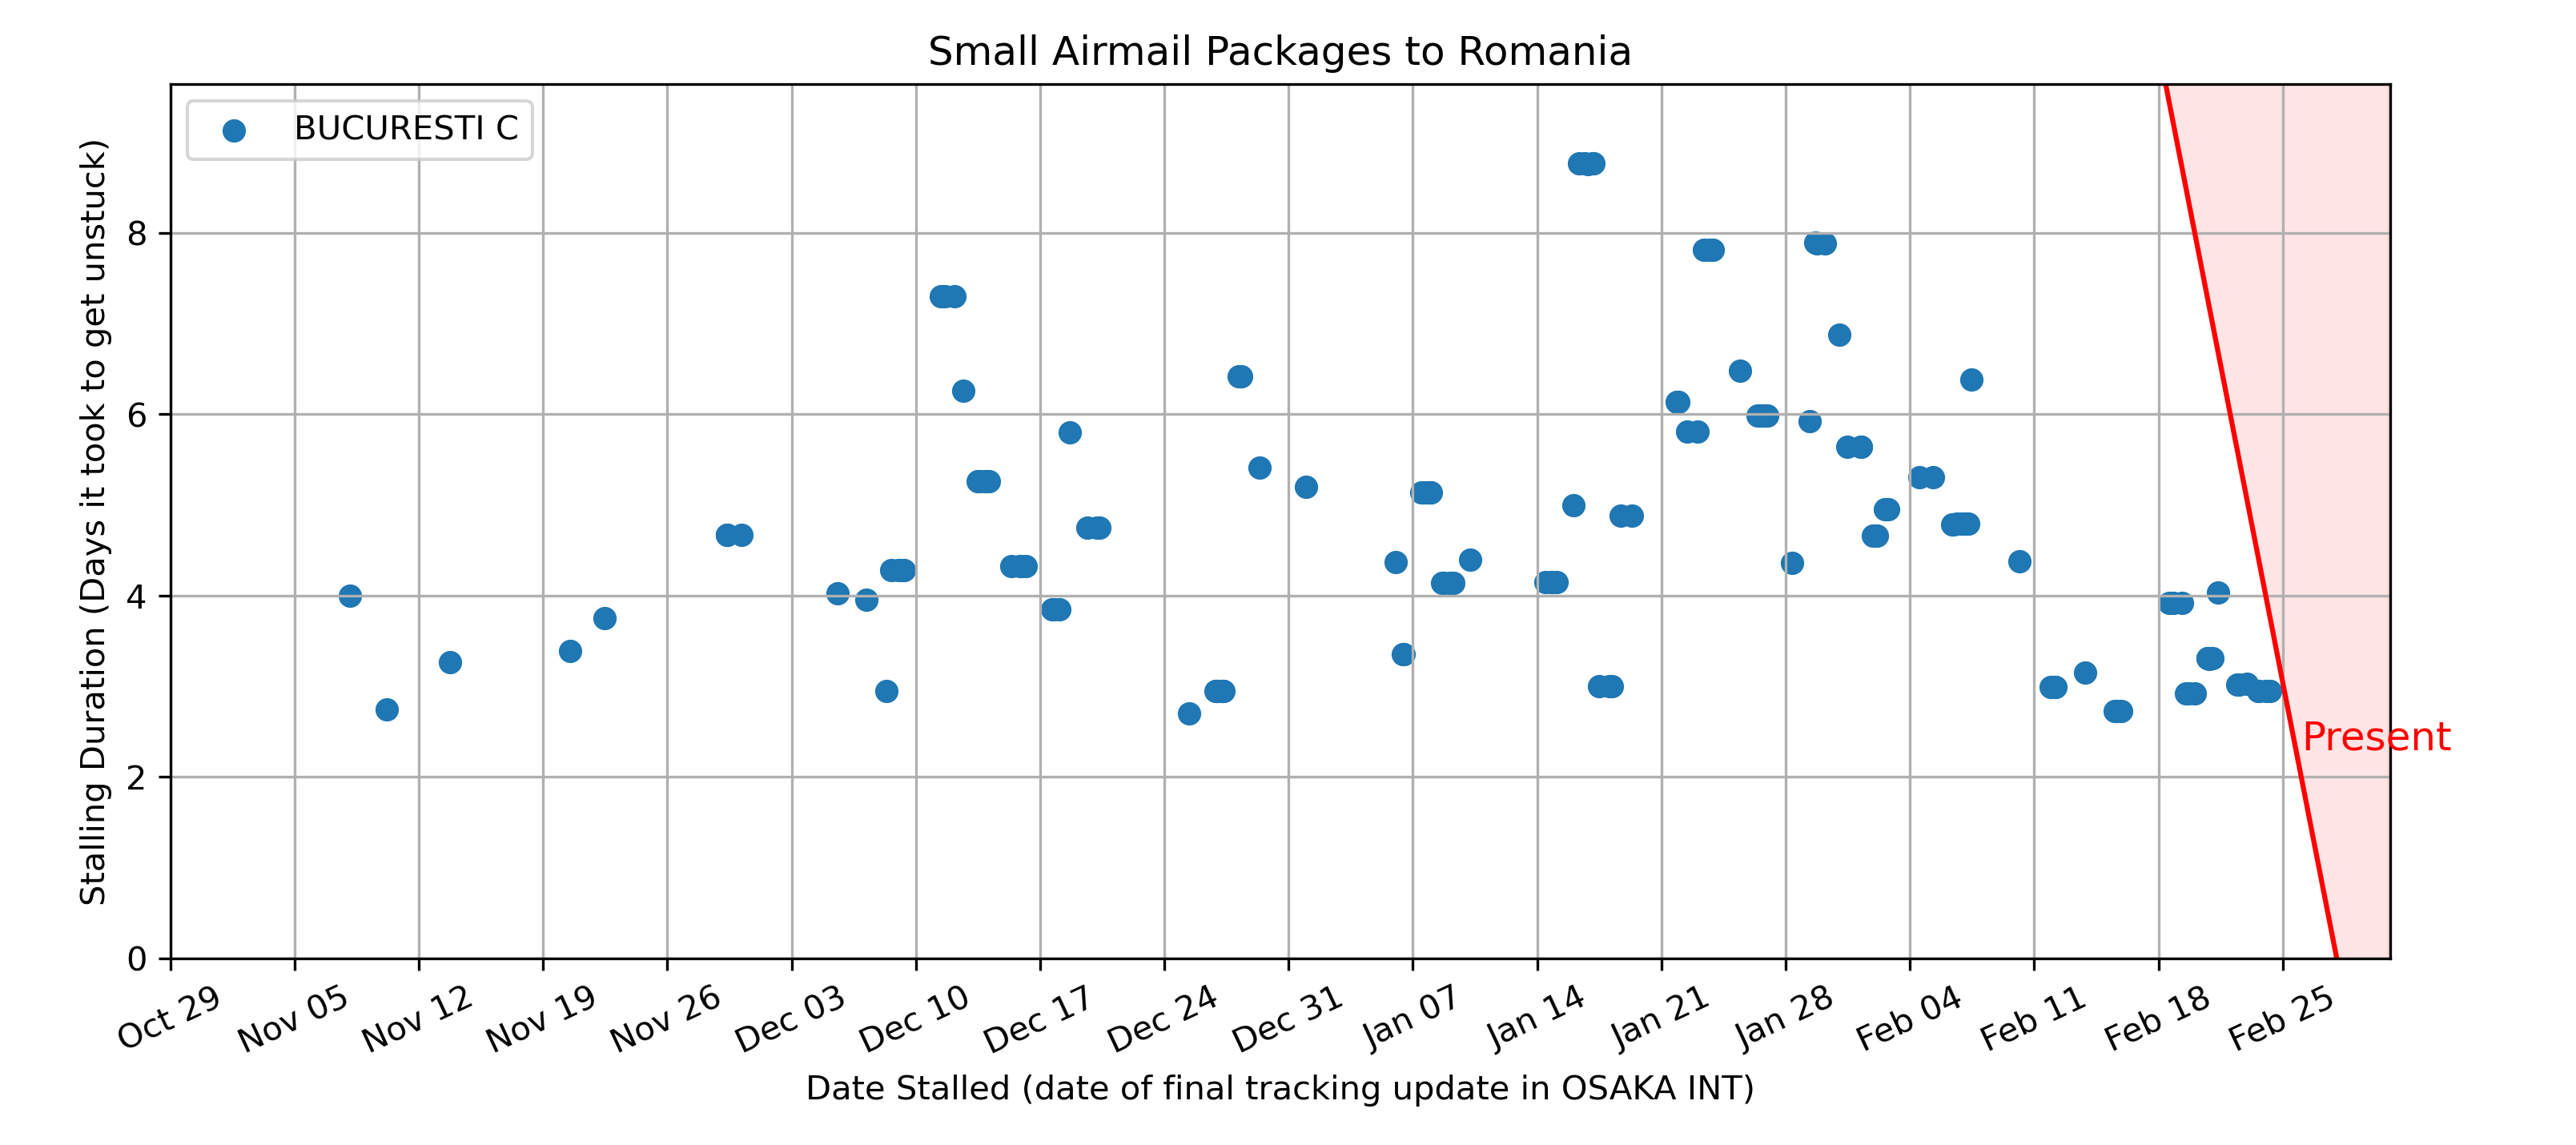 Small Airmail Packages to Romania
BUCURESTI C
Stalling Duration (Days it took to get unstuck)
8
6
4
2
0
Present
Oct 29
Nov 05
Nov 12
Nov 19
Nov 26
Dec 03
Dec 10
Dec 17
Dec 24
Dec 31
Jan 07
Jan 14
Jan 21
Jan 28
Feb 04
Feb 11
Feb 18
Feb 25
Date Stalled (date of final tracking update in OSAKA INT)